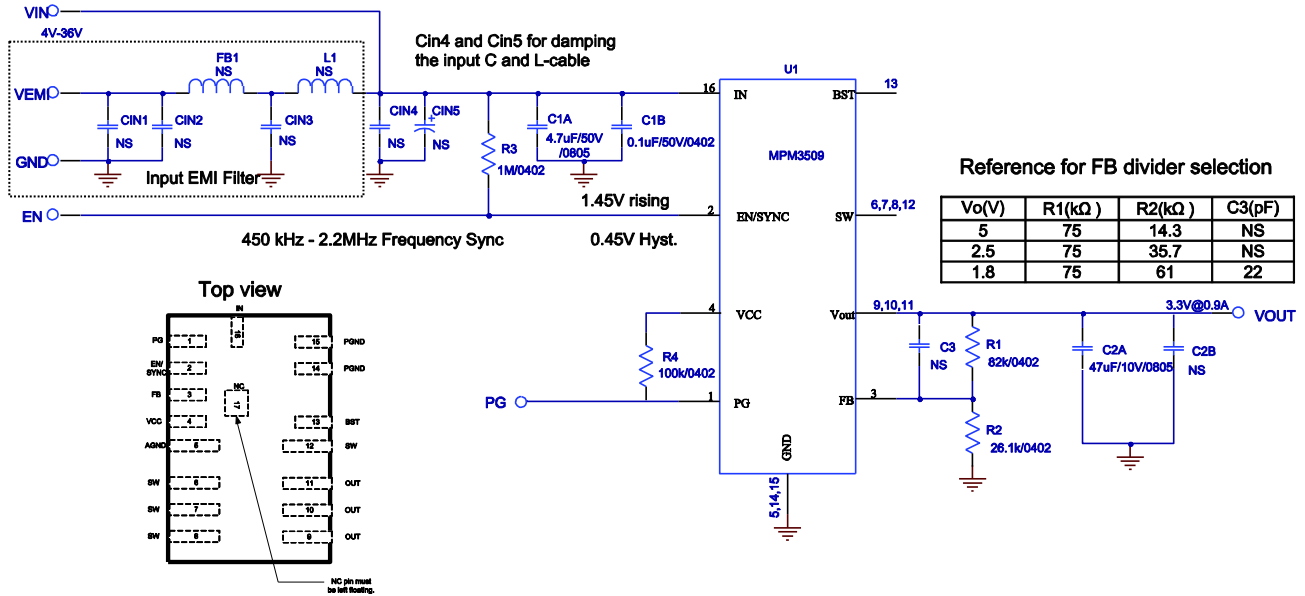 VIN
4V-36V
Cin4 and Cin5 for damping
the input C and L-cable
FB1
NS
L1
NS
VEMI
CIN1
NS
CIN2
NS
CIN3
NS
CIN4
NS
+
CIN5
NS
GND
Input EMI Filter
R3
1M/0402
C1A
4.7uF/50V
/0805
C1B
0.1uF/50V/0402
EN
1.45V rising
450 kHz - 2.2MHz Frequency Sync
0.45V Hyst.
U1
MPM3509
16
IN
BST
13
2
EN/SYNC
SW
6,7,8,12
4
VCC
Vout
9,10,11
1
PG
FB
3
GND
5,14,15
R4
100k/0402
PG
3.3V@0.9A
VOUT
C3
NS
R1
82k/0402
R2
26.1k/0402
C2A
47uF/10V/0805
C2B
NS
Reference for FB divider selection
Vo(V) R1(kΩ ) R2(kΩ ) C3(pF)
5 75 14.3 NS
2.5 75 35.7 NS
1.8 75 61 22
Top view
IN
16
PG 1 15 PGND
EN/
SYNC 2 14 PGND
NC
17
FB 3
VCC 4 13 BST
AGND 5 12 SW
SW 6 11 OUT
SW 7 10 OUT
SW 8 9 OUT
NC pin must
be left floating.